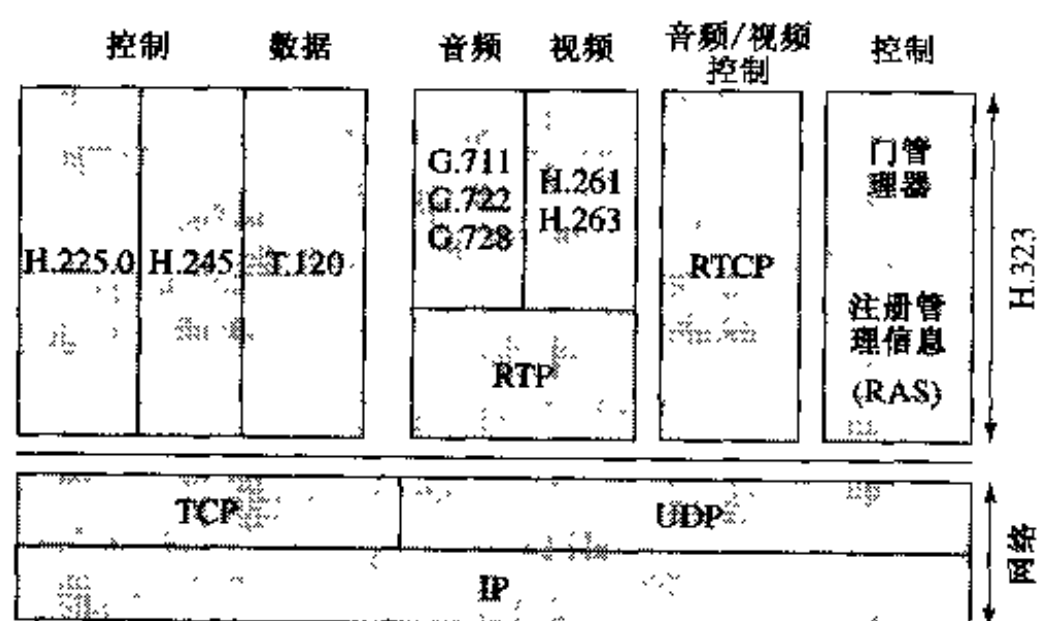 控制
数据
音频
视频
音频/视频
控制
控制
H.225.0
H.245
T.120
G.711
G.722
G.728
H.261
H.263
RTP
RTCP
门管
理器
注册管
理信息
(RAS)
H.323
TCP
UDP
IP
网络